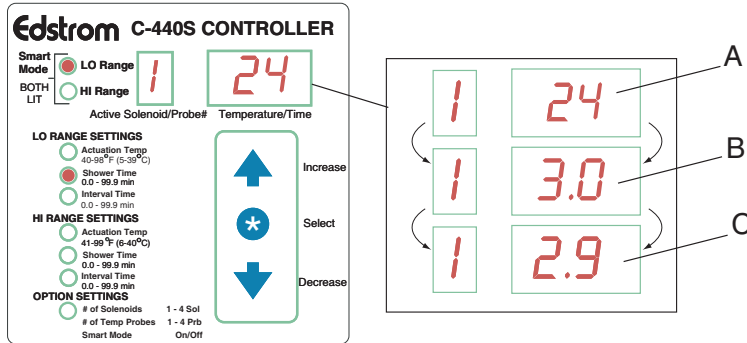 Edstrom C-440S CONTROLLER
Smart
Mode
BOTH
LIT
LO Range
HI Range
1
24
Active Solenoid/Probe# Temperature/Time
LO RANGE SETTINGS
Actuation Temp
40-98°F (5-39°C)
Shower Time
0.0 - 99.9 min
Interval Time
0.0 - 99.9 min
HI RANGE SETTINGS
Actuation Temp
41-99°F (6-40°C)
Shower Time
0.0 - 99.9 min
Interval Time
0.0 - 99.9 min
OPTION SETTINGS
# of Solenoids 1 - 4 Sol
# of Temp Probes 1 - 4 Prb
Smart Mode On/Off
Increase
*
Select
Decrease
1 24 A
1 3.0 B
1 2.9 C